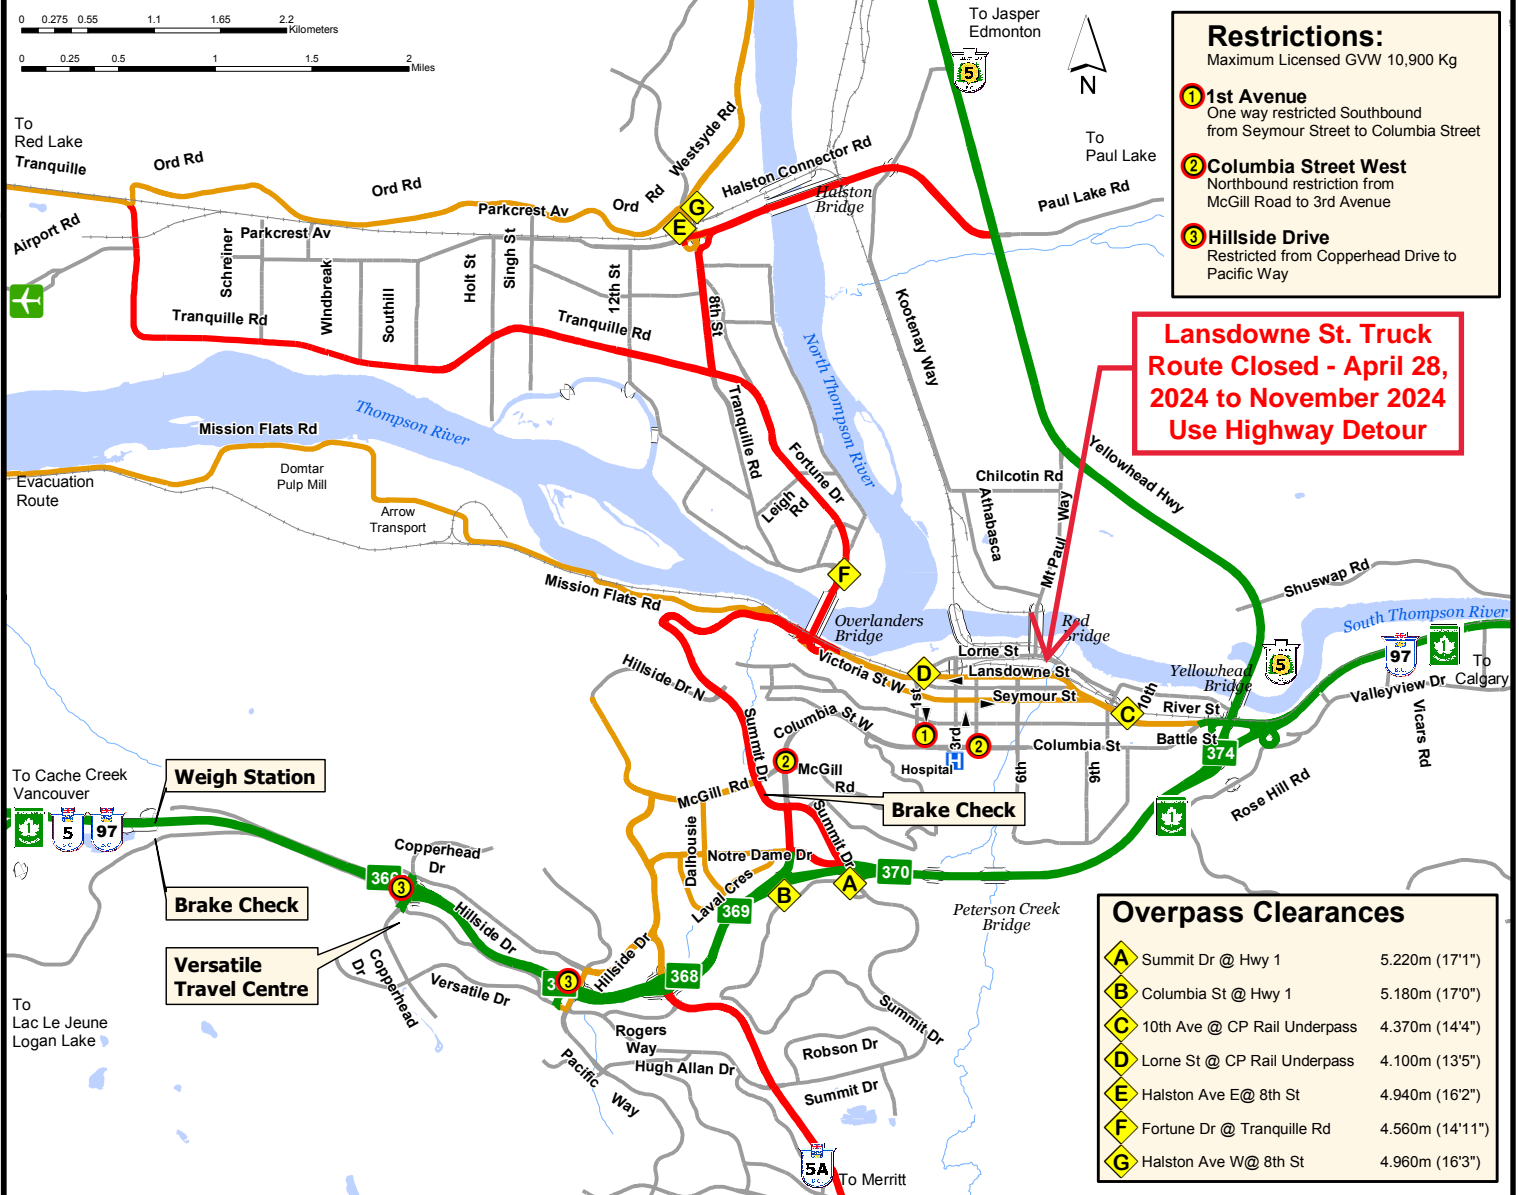 0 0.275 0.55 1.1 1.65 2.2
Kilometers
0 0.25 0.5 1 1.5 2
Miles
To Jasper
Edmonton
5
N
Restrictions:
Maximum Licensed GVW 10,900 Kg
1 1st Avenue
One way restricted Southbound
from Seymour Street to Columbia Street
2 Columbia Street West
Northbound restriction from
McGill Road to 3rd Avenue
3 Hillside Drive
Restricted from Copperhead Drive to
Pacific Way
Lansdowne St. Truck
Route Closed - April 28,
2024 to November 2024
Use Highway Detour
To
Red Lake
Tranquille
Ord Rd
Ord Rd
Ord Rd
Westsyde Rd
Halston Connector Rd
Halston
Bridge
To
Paul Lake
Paul Lake Rd
Airport Rd
Parkcrest Av
Parkcrest Av
G
E
Schreiner
WIndbreak
Southill
Holt St
Singh St
12th St
8th St
Tranquille Rd
Tranquille Rd
Tranquille Rd
Kootenay Way
North Thompson River
Thompson River
Mission Flats Rd
Domtar
Pulp Mill
Evacuation
Route
Arrow
Transport
Fortune Dr
Leigh
Rd
Chilcotin Rd
Athabasca
Mt Paul Way
Yellowhead Hwy
Shuswap Rd
F
Mission Flats Rd
Overlanders
Bridge
Red
Bridge
South Thompson River
97
1
5
To
Calgary
Yellowhead
Bridge
Valleyview Dr
Vicars Rd
Lorne St
Lansdowne St
Seymour St
Victoria St W
D
C
10th
River St
Battle St
374
Hillside Dr N
Summit Dr
Columbia St W
1st
1
3rd
2
Columbia St
6th
9th
Hospital
H
2
McGill
Rd
McGill Rd
Brake Check
Summit Dr
Rose Hill Rd
1
To Cache Creek
Vancouver
1
5
97
Weigh Station
Brake Check
Versatile
Travel Centre
Copperhead
Dr
3
Hillside Dr
Copperhead
Dr
Versatile Dr
3
Hillside Dr
Dalhousie
Notre Dame Dr
Laval Cres
369
368
370
B
A
Peterson Creek
Bridge
To
Lac Le Jeune
Logan Lake
Rogers
Way
Pacific
Way
Hugh Allan Dr
Robson Dr
Summit Dr
Summit Dr
5A
To Merritt
Overpass Clearances
A Summit Dr @ Hwy 1 5.220m (17'1")
B Columbia St @ Hwy 1 5.180m (17'0")
C 10th Ave @ CP Rail Underpass 4.370m (14'4")
D Lorne St @ CP Rail Underpass 4.100m (13'5")
E Halston Ave E@ 8th St 4.940m (16'2")
F Fortune Dr @ Tranquille Rd 4.560m (14'11")
G Halston Ave W@ 8th St 4.960m (16'3")